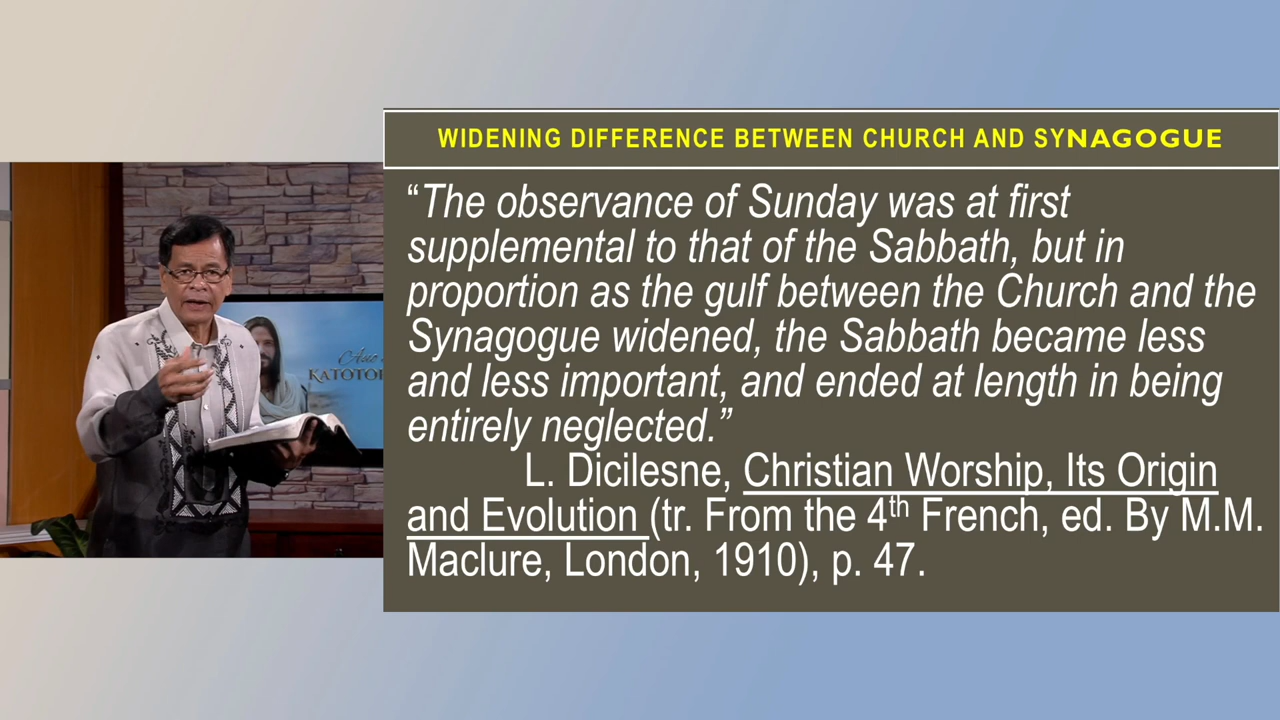 WIDENING DIFFERENCE BETWEEN CHURCH AND SYNAGOGUE
“The observance of Sunday was at first
supplemental to that of the Sabbath, but in
proportion as the gulf between the Church and the
Synagogue widened, the Sabbath became less
and less important, and ended at length in being
entirely neglected.”
L. Dicilesne, Christian Worship, Its Origin
and Evolution (tr. From the 4th French, ed. By M.M.
Maclure, London, 1910), p. 47.